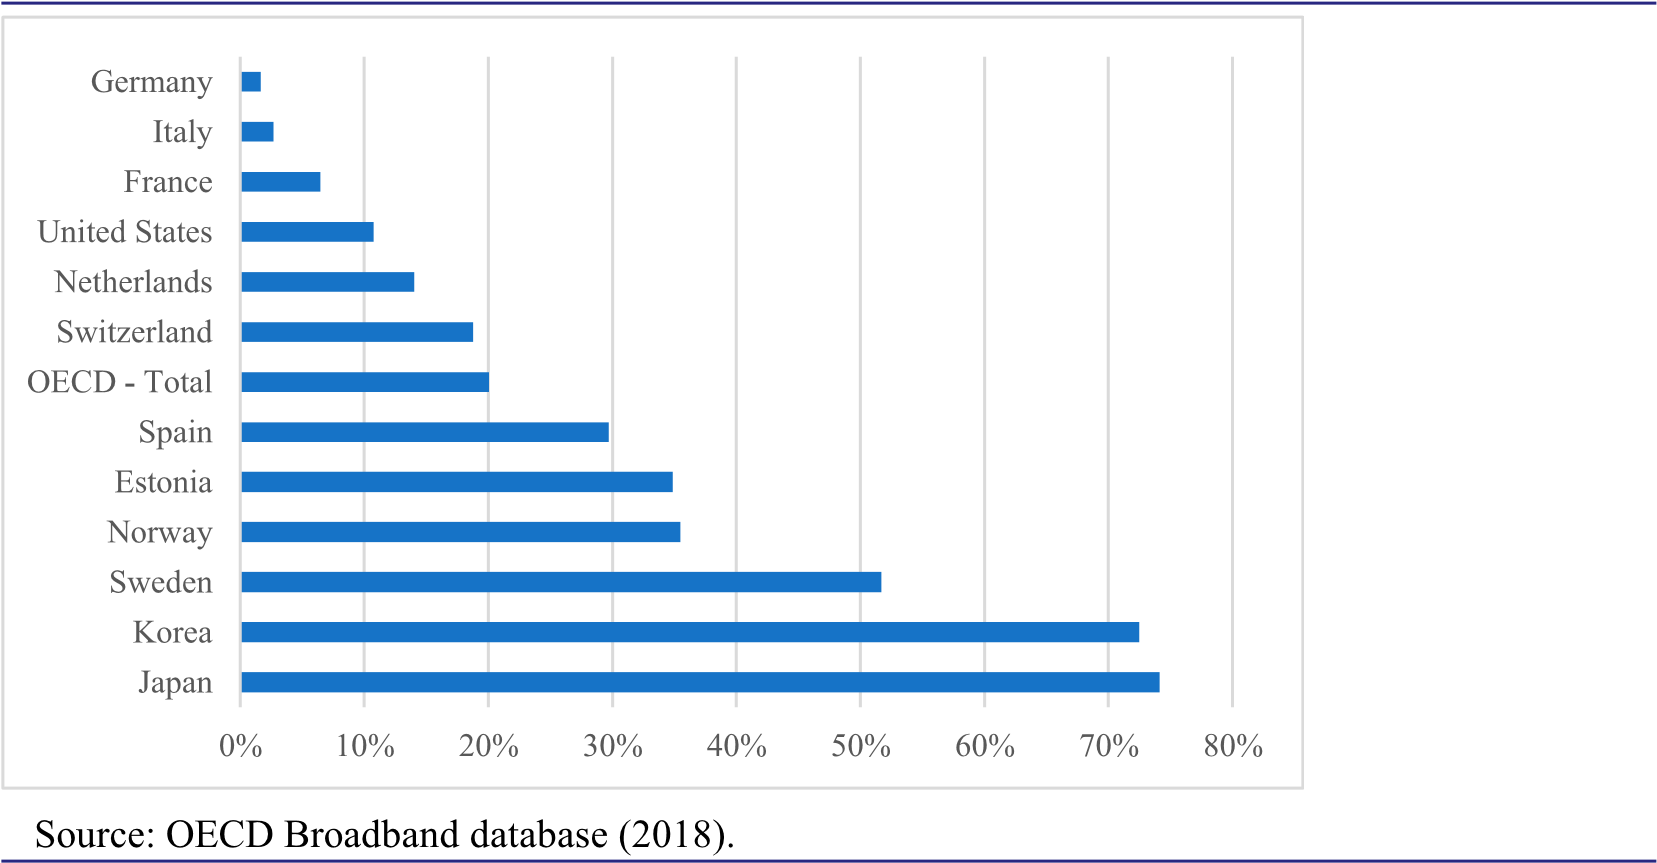 Germany
Italy
France
United States
Netherlands
Switzerland
OECD - Total
Spain
Estonia
Norway
Sweden
Korea
Japan
0% 10% 20% 30% 40% 50% 60% 70% 80%
Source: OECD Broadband database (2018).